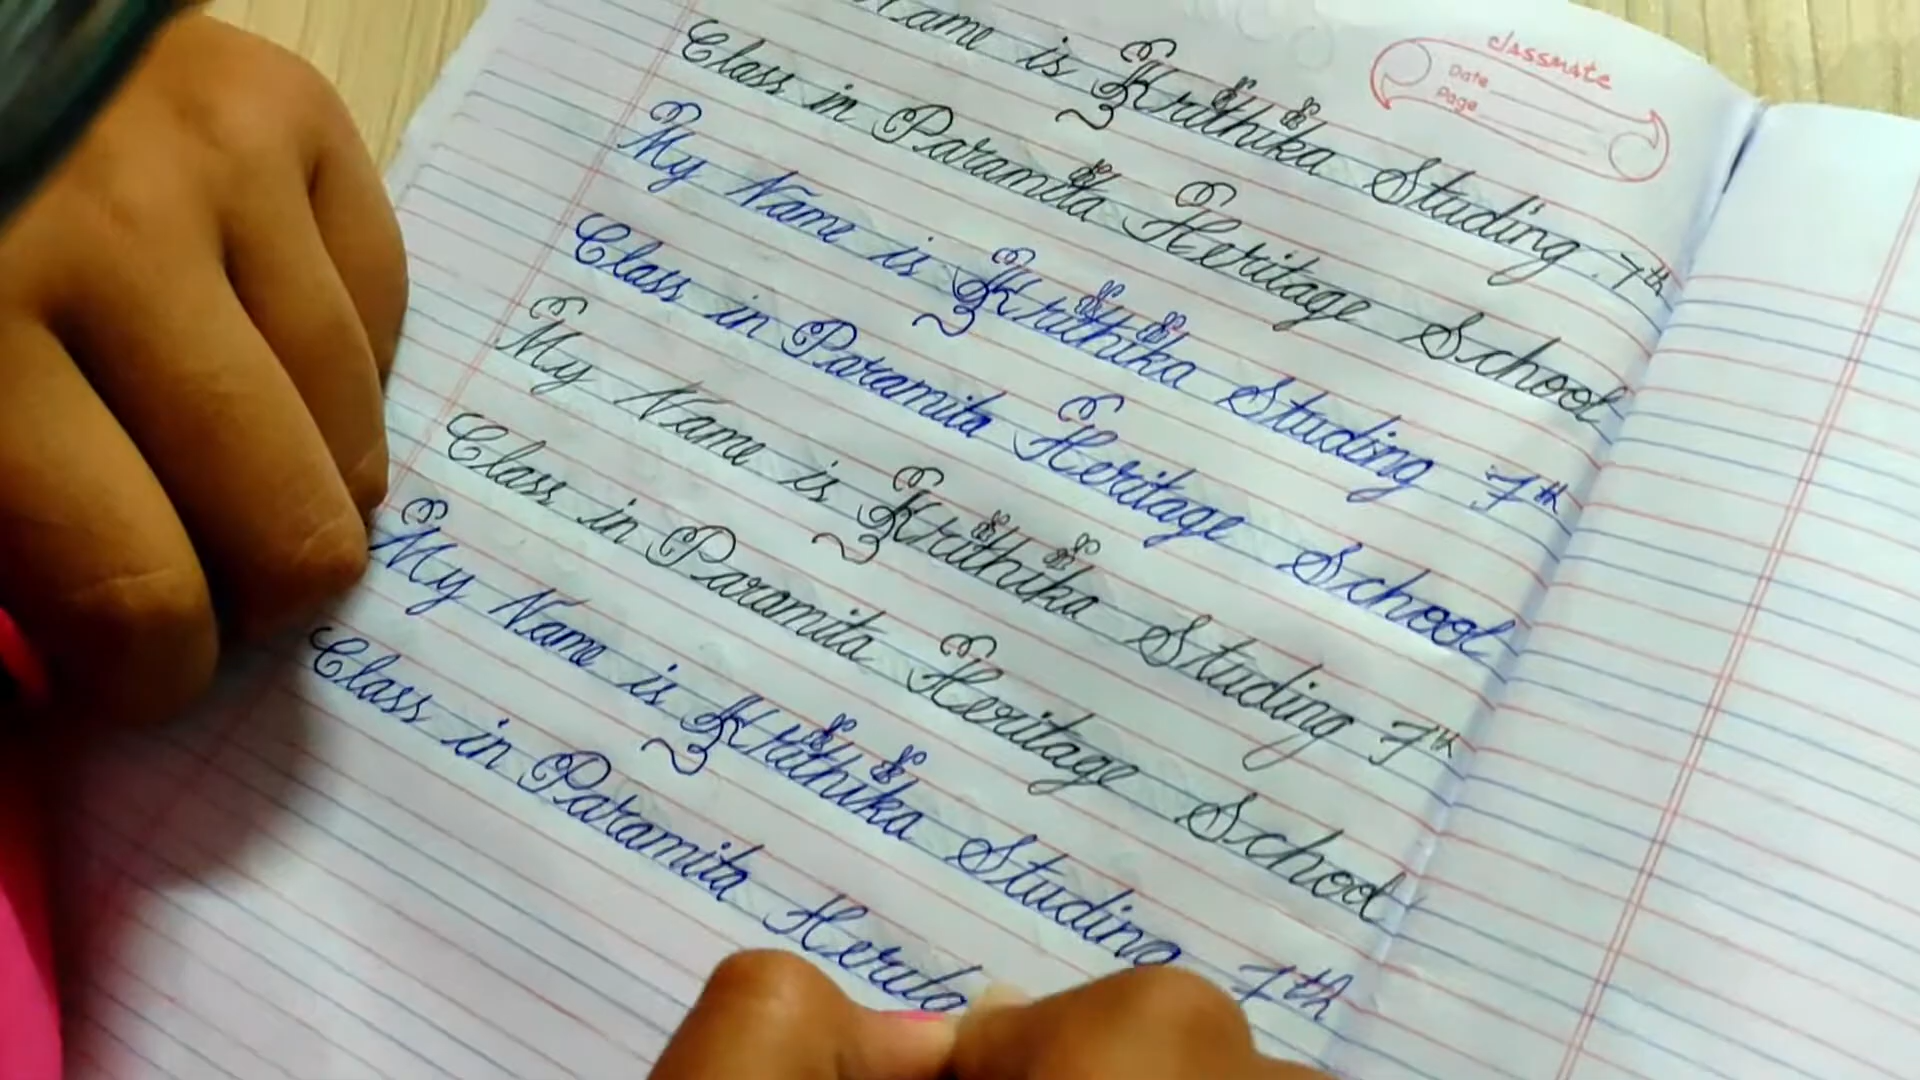 Name is Krithika Studing 7th
Class in Paramita Heritage School
My Name is Krithika Studing 7th
Class in Paramita Heritage School
My Name is Krithika Studing 7th
Class in Paramita Heritage School
My Name is Krithika Studing 7th
Class in Paramita Herita
classmate
Date
Page